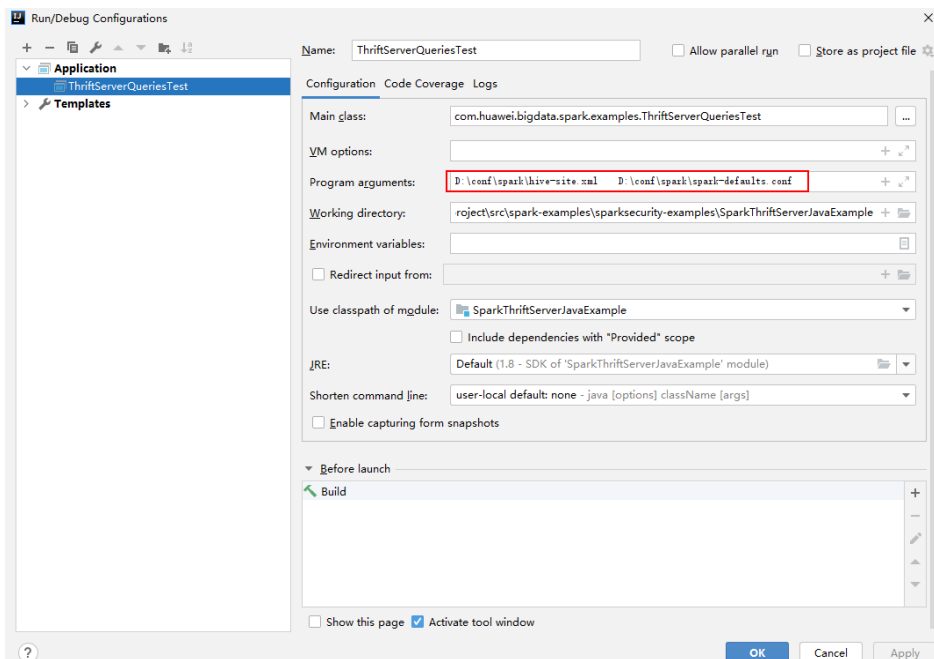 Run/Debug Configurations
Application
ThriftServerQueriesTest
Templates
Name: ThriftServerQueriesTest
Allow parallel run
Store as project file
Configuration Code Coverage Logs
Main class: com.huawei.bigdata.spark.examples.ThriftServerQueriesTest ...
VM options:
Program arguments: D:\conf\spark\hive-site.xml D:\conf\spark\spark-defaults.conf
Working directory: roject\src\spark-examples\sparksecurity-examples\SparkThriftServerJavaExample
Environment variables:
Redirect input from:
Use classpath of module: SparkThriftServerJavaExample
Include dependencies with "Provided" scope
JRE: Default (1.8 - SDK of 'SparkThriftServerJavaExample' module)
Shorten command line: user-local default: none - java [options] className [args]
Enable capturing form snapshots
Before launch
Build
Show this page Activate tool window
? OK Cancel Apply